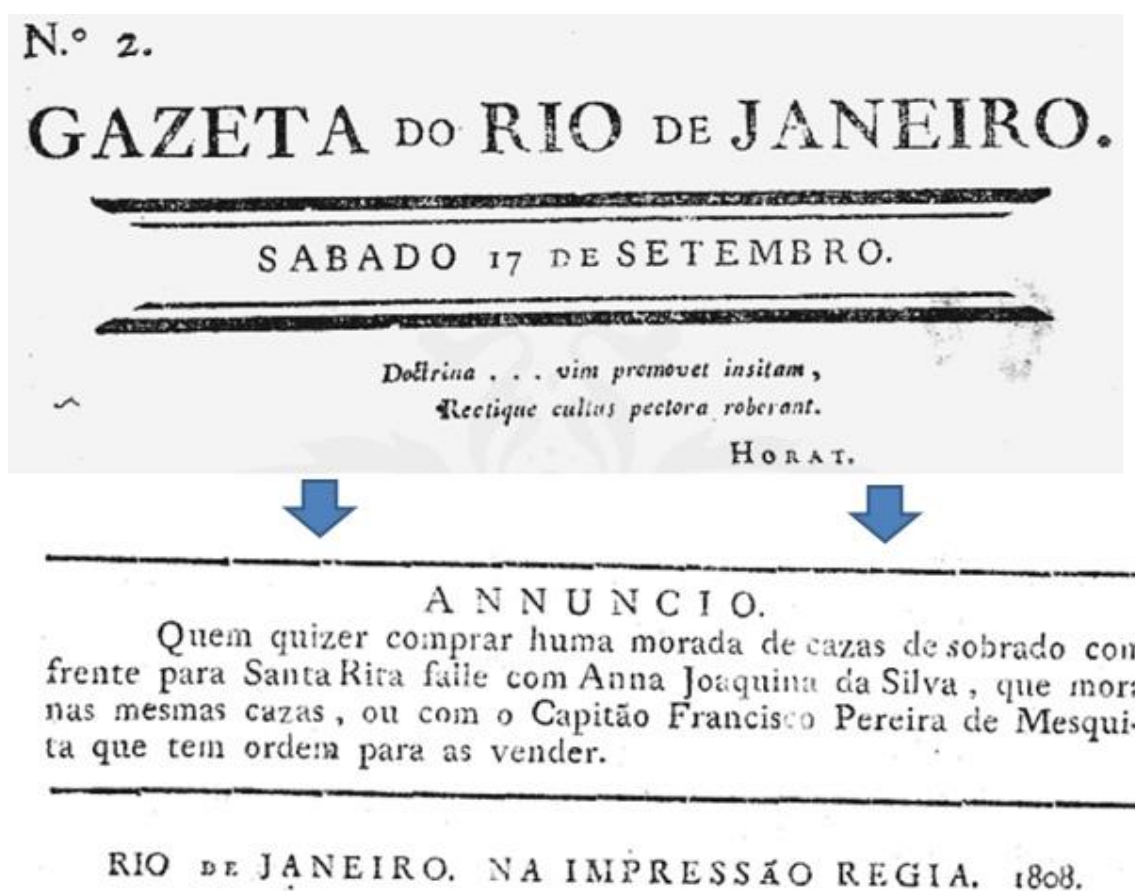 N.º 2.
GAZETA DO RIO DE JANEIRO.
SABADO 17 DE SETEMBRO.
Doctrina . . . vim promovet insitam,
Rectique cultus pectora roborant.
HORAT.
ANNUNCIO.
Quem quizer comprar huma morada de cazas de sobrado com
frente para Santa Rita falle com Anna Joaquina da Silva, que mora
nas mesmas cazas, ou com o Capitão Francisco Pereira de Mesqui-
ta que tem ordem para as vender.
RIO DE JANEIRO. NA IMPRESSÃO REGIA. 1808.